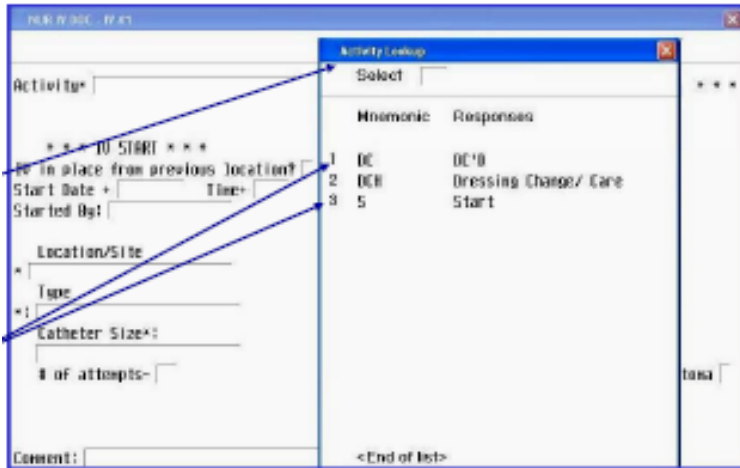 NUR IV DOC - IV #1
Activity Lookup
Select
Activity*
* * *
Mnemonic Responses
* * * IV START * * *
IV in place from previous location?
1 DC DC'D
Start Date + Time+
2 DCH Dressing Change/ Care
Started By:
3 S Start
Location/Site
*
Type
*:
Catheter Size*:
# of attempts-
Comment:
<End of list>